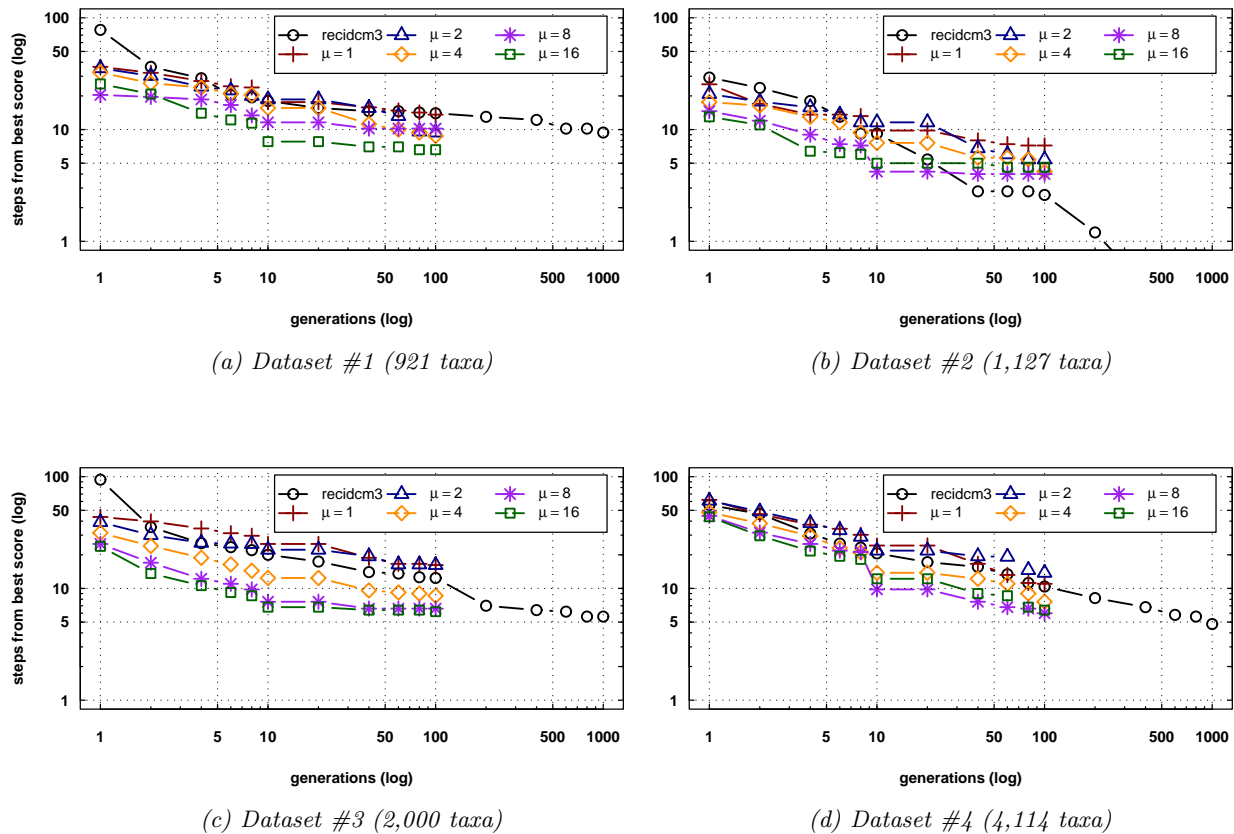 100
50
10
5
1
steps from best score (log)
recidcm3
μ = 1
μ = 2
μ = 4
μ = 8
μ = 16
1
5
10
50
100
500
1000
generations (log)
(a) Dataset #1 (921 taxa)
100
50
10
5
1
recidcm3
μ = 1
μ = 2
μ = 4
μ = 8
μ = 16
1
5
10
50
100
500
1000
generations (log)
(b) Dataset #2 (1,127 taxa)
100
50
10
5
1
steps from best score (log)
recidcm3
μ = 1
μ = 2
μ = 4
μ = 8
μ = 16
1
5
10
50
100
500
1000
generations (log)
(c) Dataset #3 (2,000 taxa)
100
50
10
5
1
recidcm3
μ = 1
μ = 2
μ = 4
μ = 8
μ = 16
1
5
10
50
100
500
1000
generations (log)
(d) Dataset #4 (4,114 taxa)